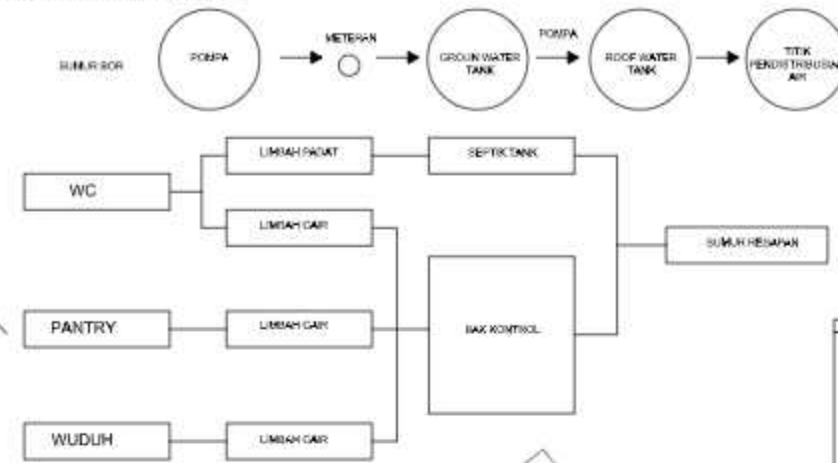 SUMUR BOR
POMPA
METERAN
GROUN WATER
TANK
POMPA
ROOF WATER
TANK
TITIK
PENDISTRIBUSIA
AIR
LIMBAH PADAT
SEPTIK TANK
WC
LIMBAH CAIR
SUMUR RESAPAN
PANTRY
LIMBAH CAIR
BAK KONTROL
WUDUH
LIMBAH CAIR